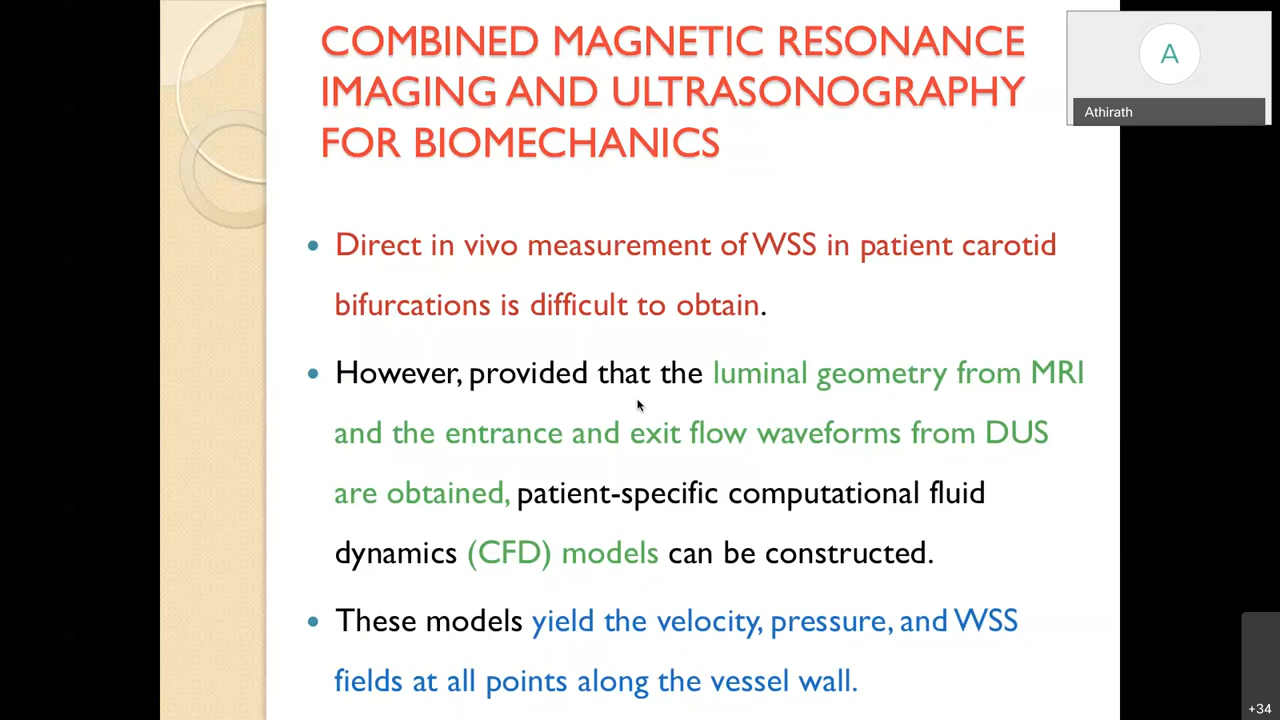 COMBINED MAGNETIC RESONANCE
IMAGING AND ULTRASONOGRAPHY
FOR BIOMECHANICS
A
Athirath
• Direct in vivo measurement of WSS in patient carotid
bifurcations is difficult to obtain.
• However, provided that the luminal geometry from MRI
and the entrance and exit flow waveforms from DUS
are obtained, patient-specific computational fluid
dynamics (CFD) models can be constructed.
• These models yield the velocity, pressure, and WSS
fields at all points along the vessel wall.
+34